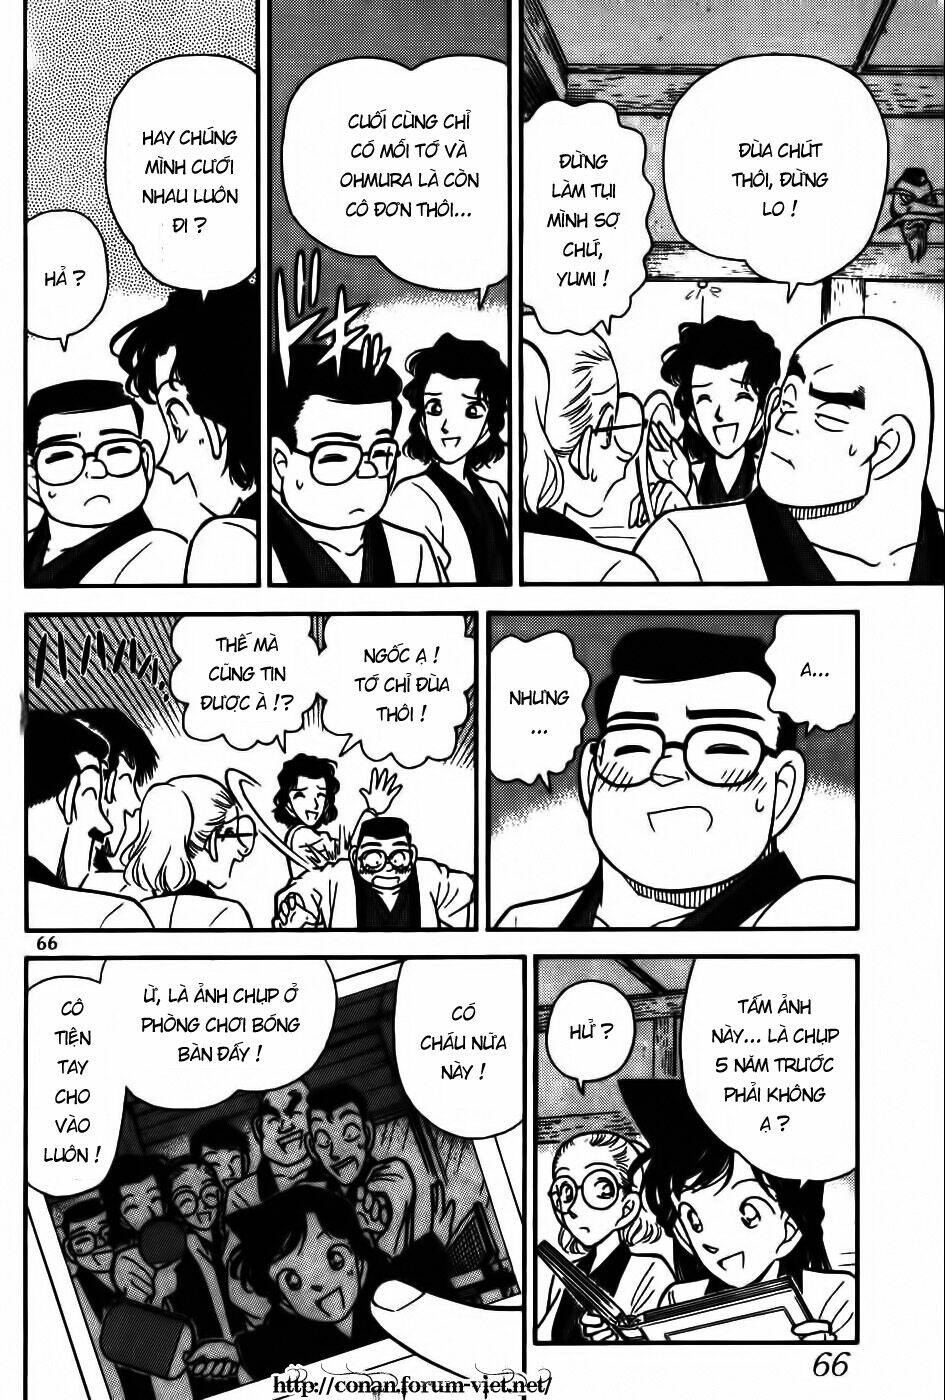 ĐÙA CHÚT
THÔI, ĐỪNG
LO !
ĐỪNG
LÀM TỤI
MÌNH SỢ
CHỨ,
YUMI !
CUỐI CÙNG CHỈ
CÓ MỐI TỚ VÀ
OHMURA LÀ CÒN
CÔ ĐƠN THÔI...
HAY CHÚNG
MÌNH CƯỚI
NHAU LUÔN
ĐI ?
HẢ ?
A...
NHƯNG
...
NGỐC Ạ !
TỚ CHỈ ĐÙA
THÔI !
THẾ MÀ
CŨNG TIN
ĐƯỢC À !?
66
TẤM ẢNH
NÀY... LÀ CHỤP
5 NĂM TRƯỚC
PHẢI KHÔNG
Ạ ?
HỬ ?
CÓ
CHÁU NỮA
NÀY !
Ừ, LÀ ẢNH CHỤP Ở
PHÒNG CHƠI BÓNG
BÀN ĐẤY !
CÔ
TIỆN
TAY
CHO
VÀO
LUÔN !
66
http://conan.forum-viet.net/